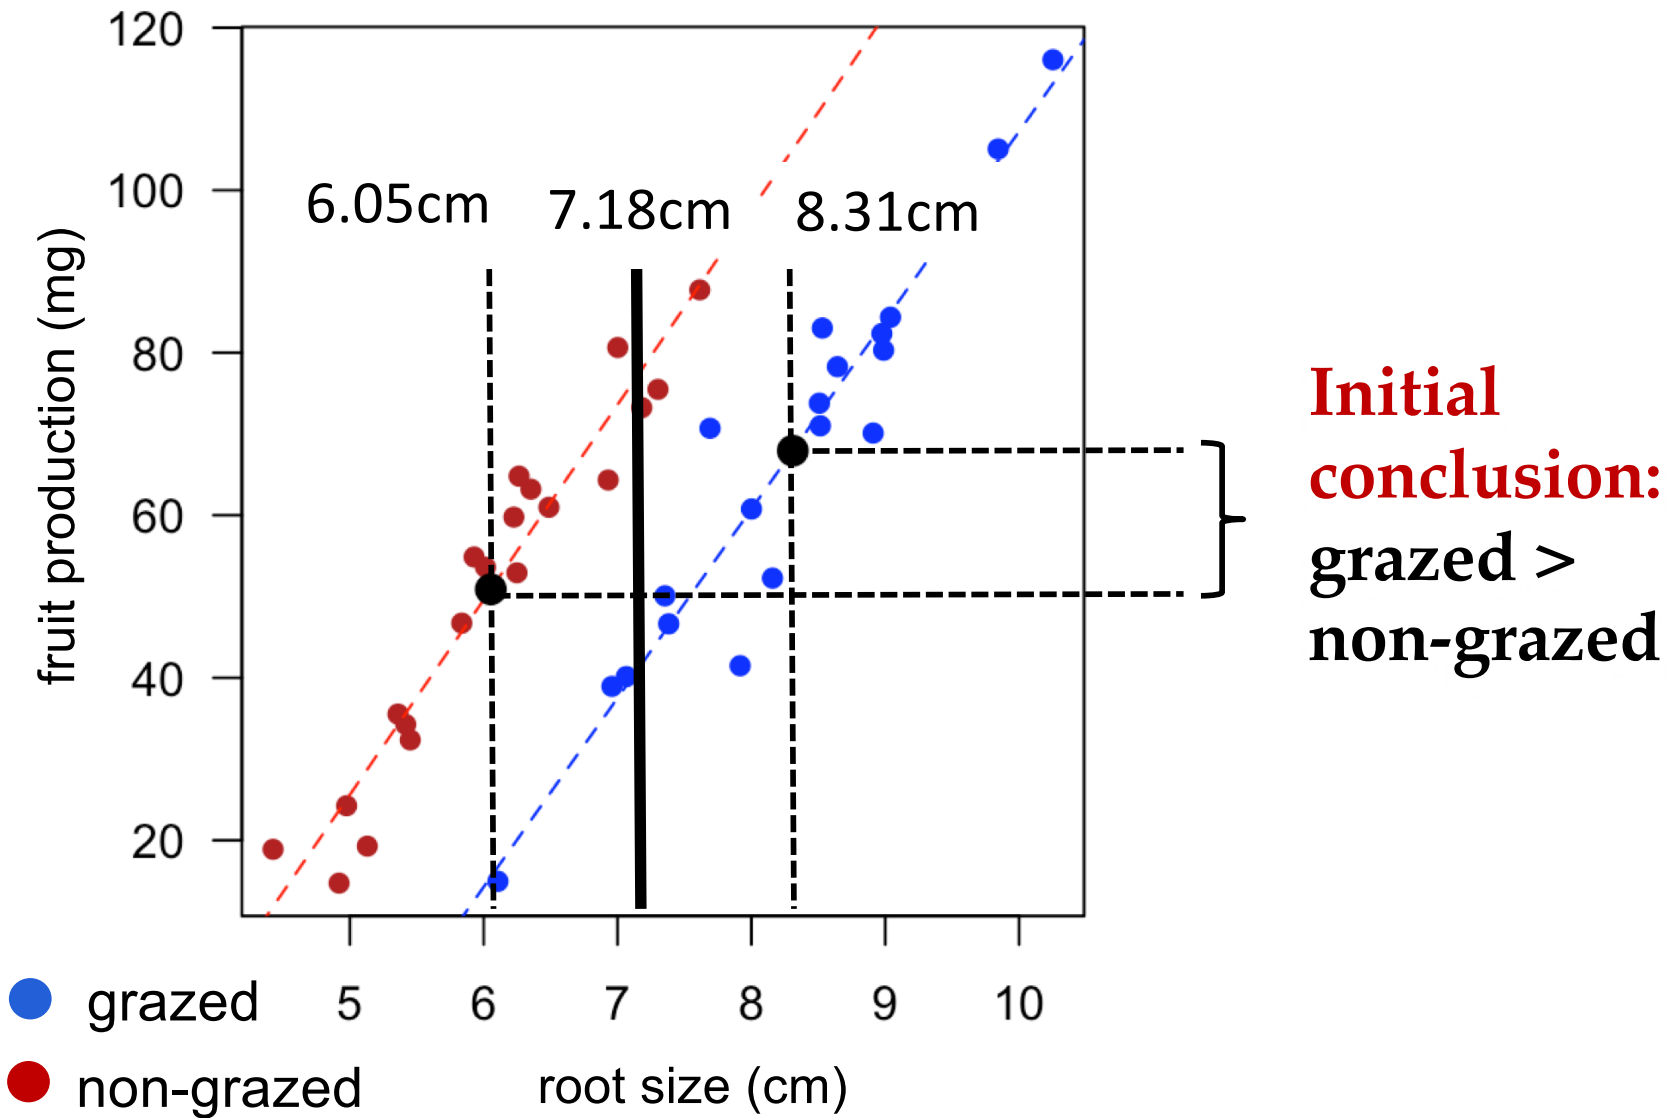 120
100
80
60
40
20
fruit production (mg)
6.05cm
7.18cm
8.31cm
Initial
conclusion:
grazed >
non-grazed
5 6 7 8 9 10
root size (cm)
grazed
non-grazed